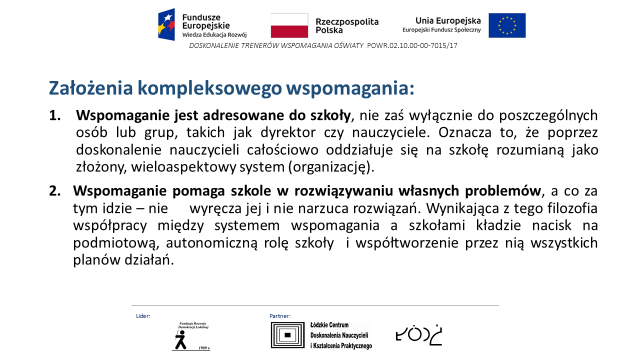 Fundusze
Europejskie
Wiedza Edukacja Rozwój
Rzeczpospolita
Polska
Unia Europejska
Europejski Fundusz Społeczny
DOSKONALENIE TRENERÓW WSPOMAGANIA OŚWIATY POWR.02.10.00-00-7015/17
Założenia kompleksowego wspomagania:
1. Wspomaganie jest adresowane do szkoły, nie zaś wyłącznie do poszczególnych
osób lub grup, takich jak dyrektor czy nauczyciele. Oznacza to, że poprzez
doskonalenie nauczycieli całościowo oddziałuje się na szkołę rozumianą jako
złożony, wieloaspektowy system (organizację).
2. Wspomaganie pomaga szkole w rozwiązywaniu własnych problemów, a co za
tym idzie – nie wyręcza jej i nie narzuca rozwiązań. Wynikająca z tego filozofia
współpracy między systemem wspomagania a szkołami kładzie nacisk na
podmiotową, autonomiczną rolę szkoły i współtworzenie przez nią wszystkich
planów działań.
Lider:
Fundacja Rozwoju
Demokracji Lokalnej
1989 r.
Partner:
Łódzkie Centrum
Doskonalenia Nauczycieli
i Kształcenia Praktycznego
ŁÓDŹ